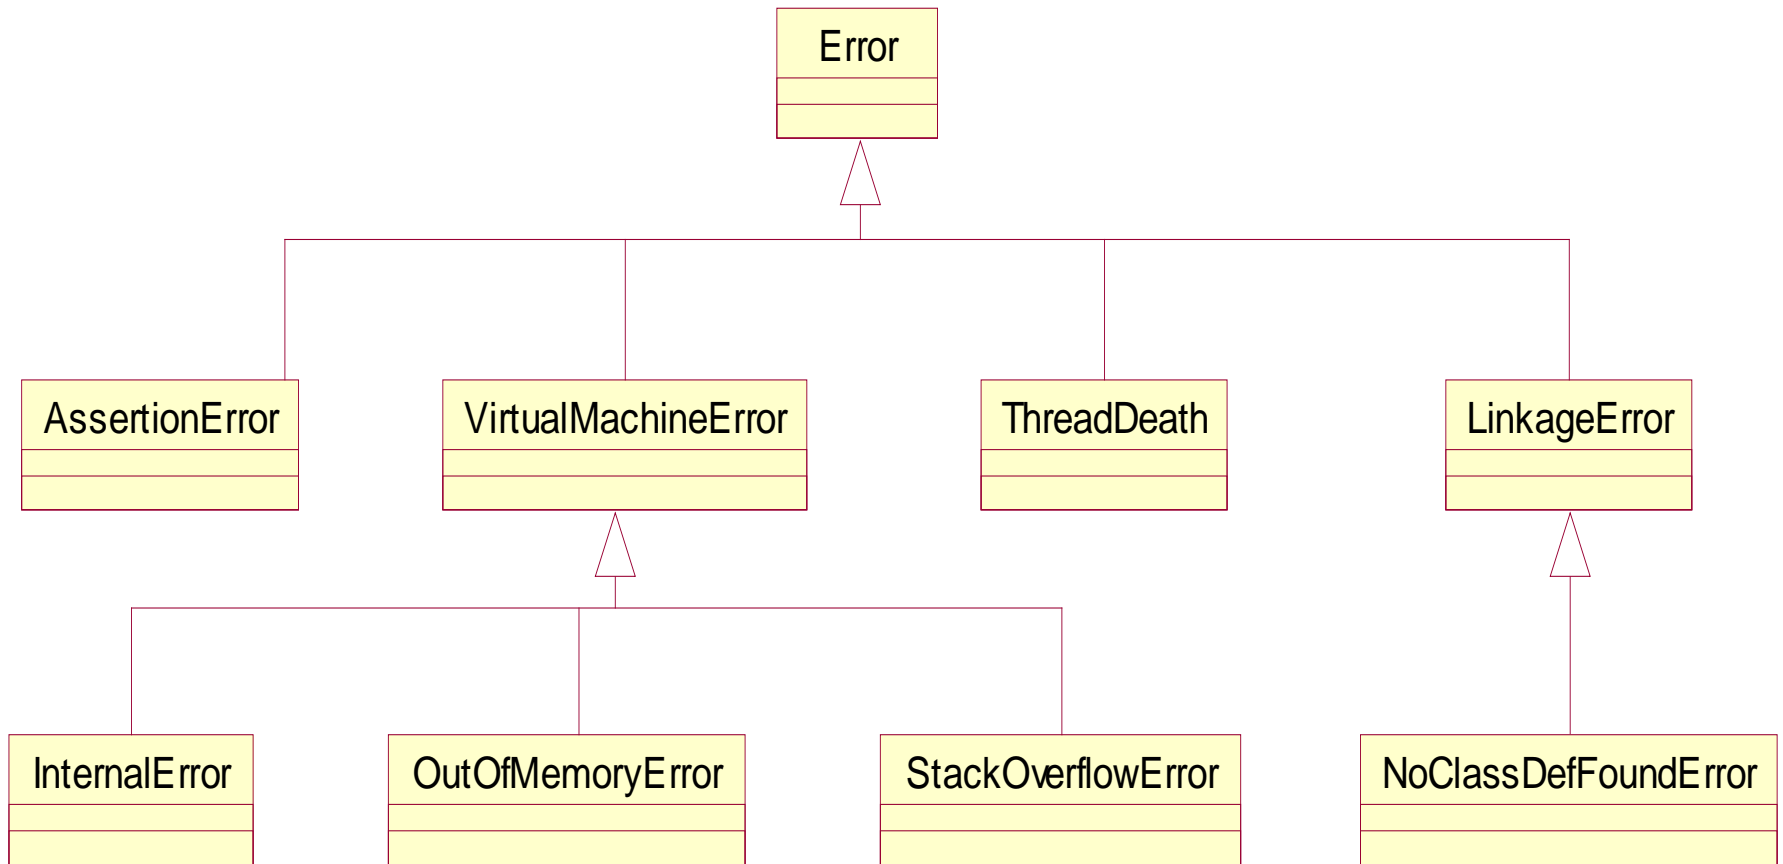 Error
AssertionError
VirtualMachineError
ThreadDeath
LinkageError
InternalError
OutOfMemoryError
StackOverflowError
NoClassDefFoundError